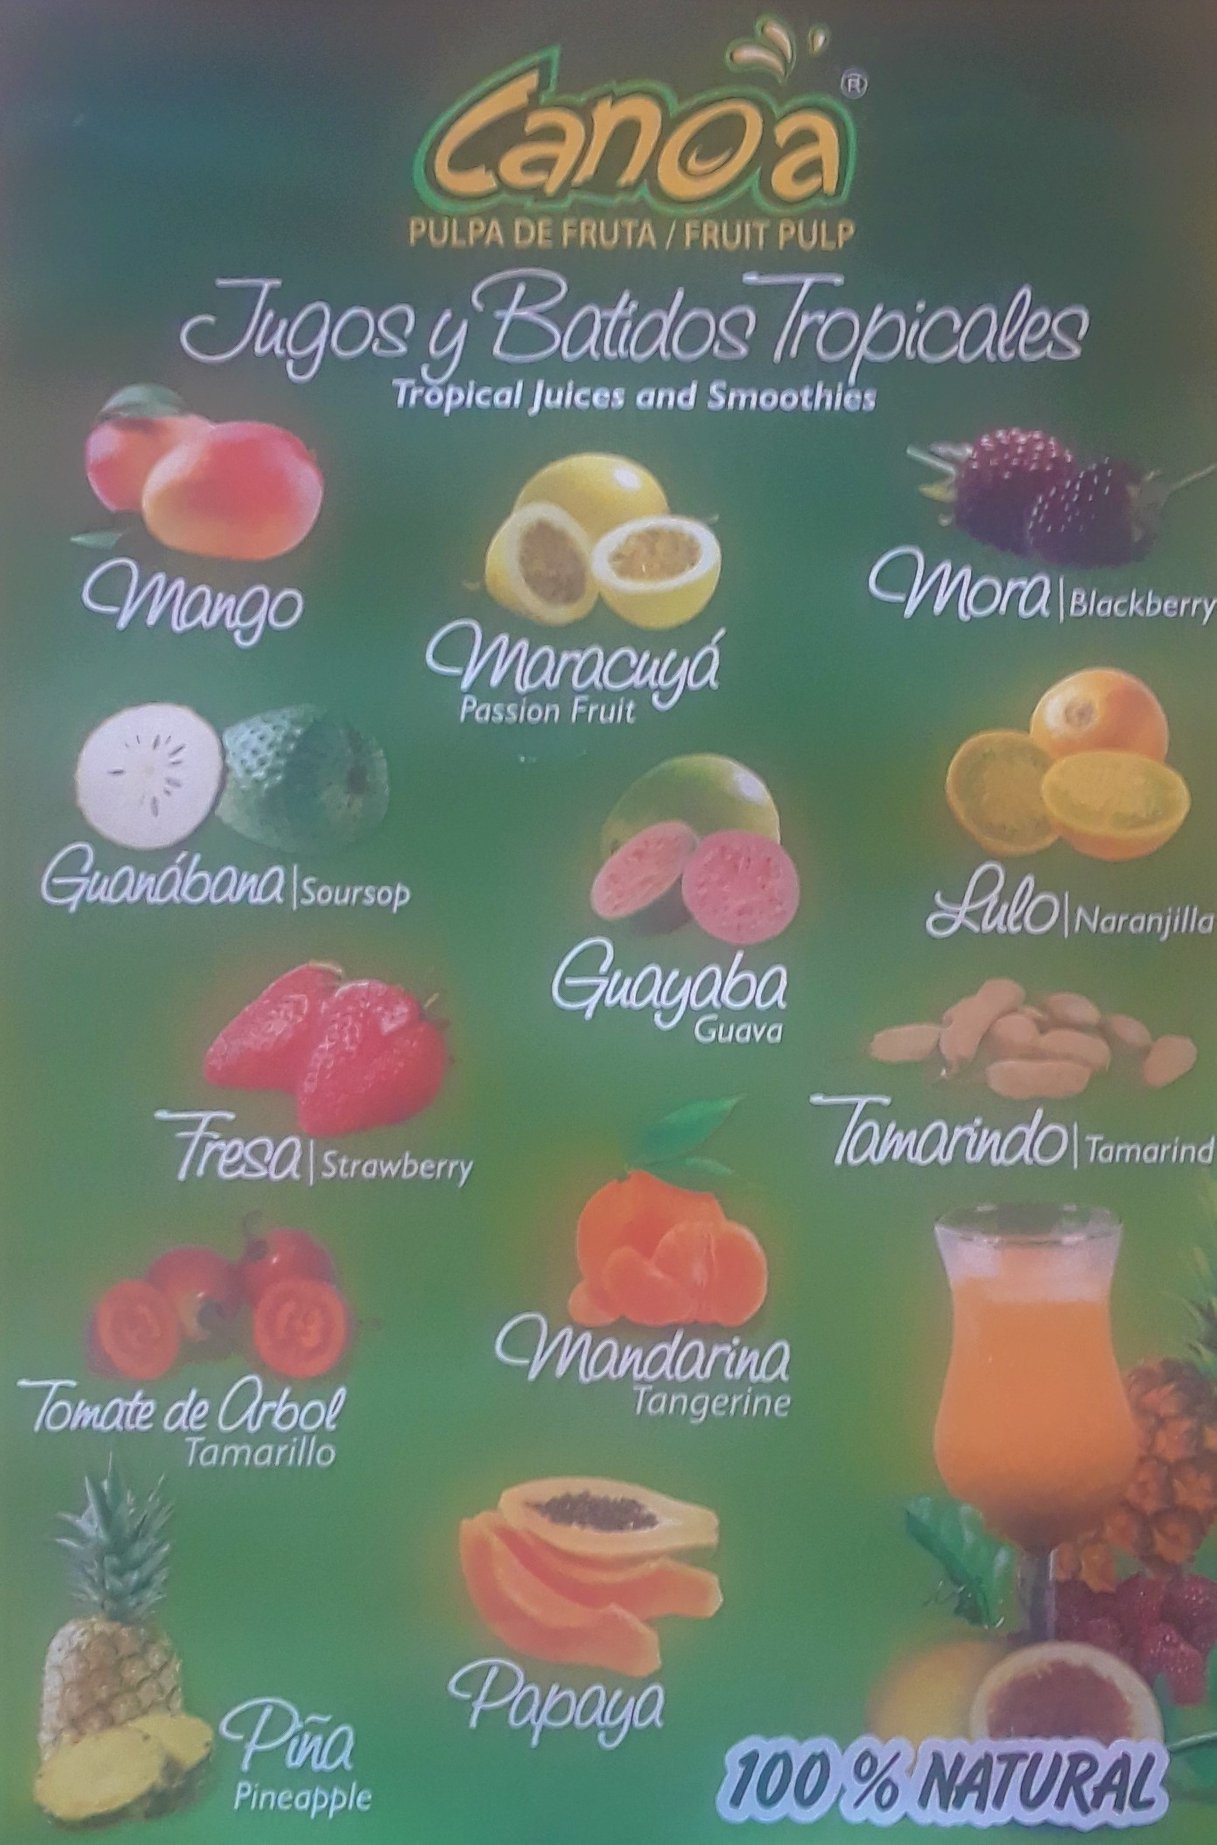 Canoa ®
PULPA DE FRUTA / FRUIT PULP
Jugos y Batidos Tropicales
Tropical Juices and Smoothies
Mango
Maracuyá
Passion Fruit
Mora | Blackberry
Guanábana | Soursop
Guayaba
Guava
Lulo | Naranjilla
Fresa | Strawberry
Tamarindo | Tamarind
Tomate de Arbol
Tamarillo
Mandarina
Tangerine
Piña
Pineapple
Papaya
100 % NATURAL